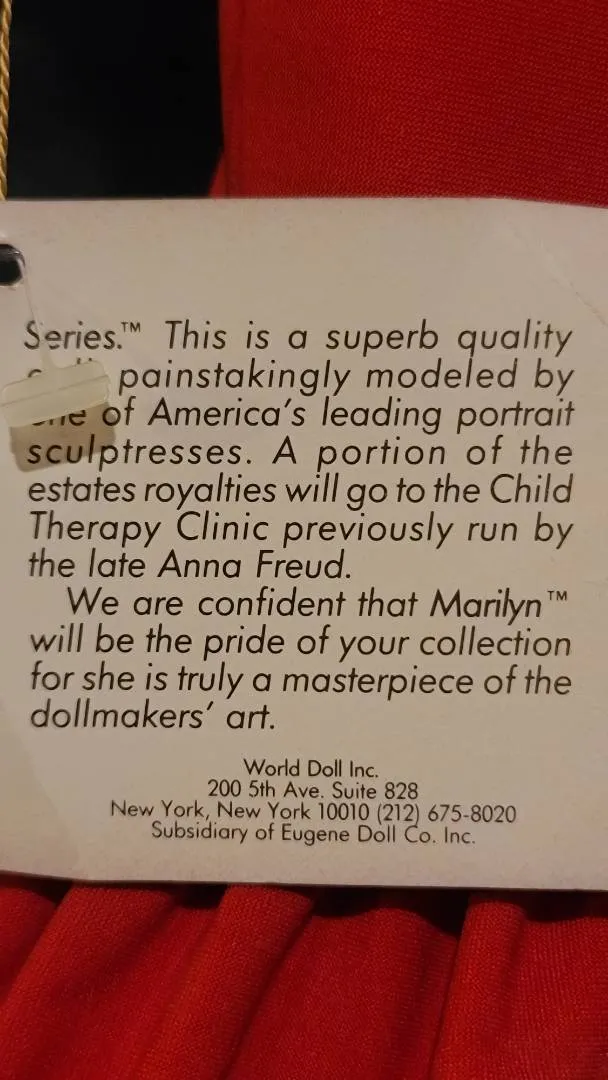 Series.™ This is a superb quality
painstakingly modeled by
one of America's leading portrait
sculptresses. A portion of the
estates royalties will go to the Child
Therapy Clinic previously run by
the late Anna Freud.
We are confident that Marilyn™
will be the pride of your collection
for she is truly a masterpiece of the
dollmakers' art.
World Doll Inc.
200 5th Ave. Suite 828
New York, New York 10010 (212) 675-8020
Subsidiary of Eugene Doll Co. Inc.